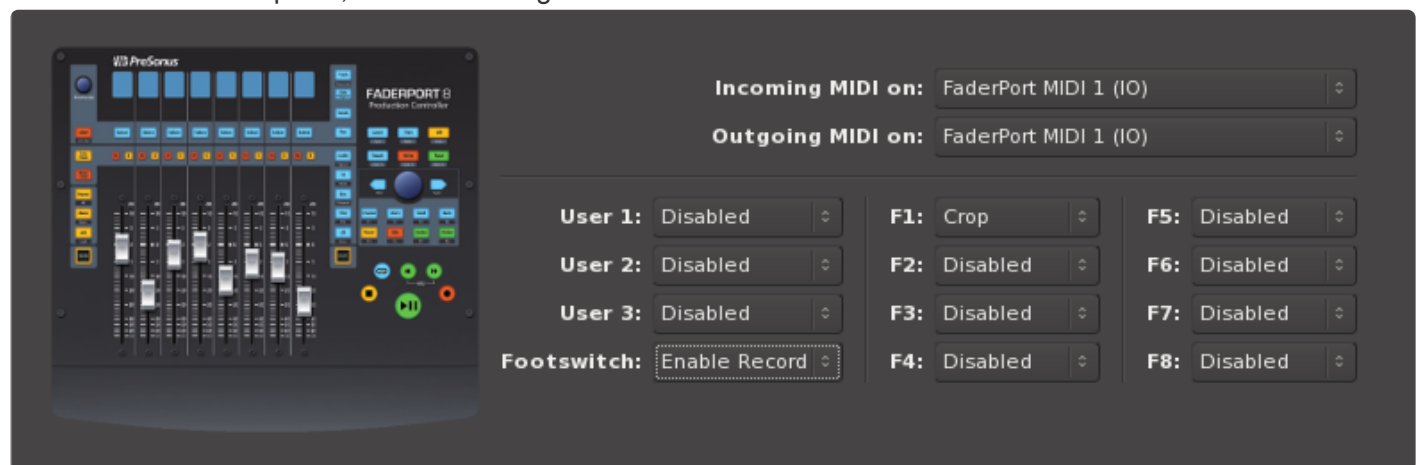 PreSonus
FADERPORT 8
Production Controller
Incoming MIDI on: FaderPort MIDI 1 (IO)
Outgoing MIDI on: FaderPort MIDI 1 (IO)
User 1: Disabled F1: Crop F5: Disabled
User 2: Disabled F2: Disabled F6: Disabled
User 3: Disabled F3: Disabled F7: Disabled
Footswitch: Enable Record F4: Disabled F8: Disabled